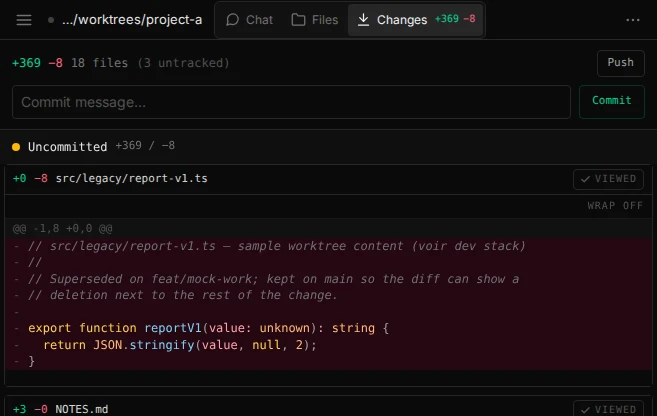 .../worktrees/project-a Chat Files Changes +369 −8
+369 −8 18 files (3 untracked) Push
Commit message... Commit
Uncommitted +369 / −8
+0 −8 src/legacy/report-v1.ts VIEWED
WRAP OFF
@@ -1,8 +0,0 @@
- // src/legacy/report-v1.ts — sample worktree content (voir dev stack)
- //
- // Superseded on feat/mock-work; kept on main so the diff can show a
- // deletion next to the rest of the change.
-
- export function reportV1(value: unknown): string {
-   return JSON.stringify(value, null, 2);
- }
+3 −0 NOTES.md VIEWED